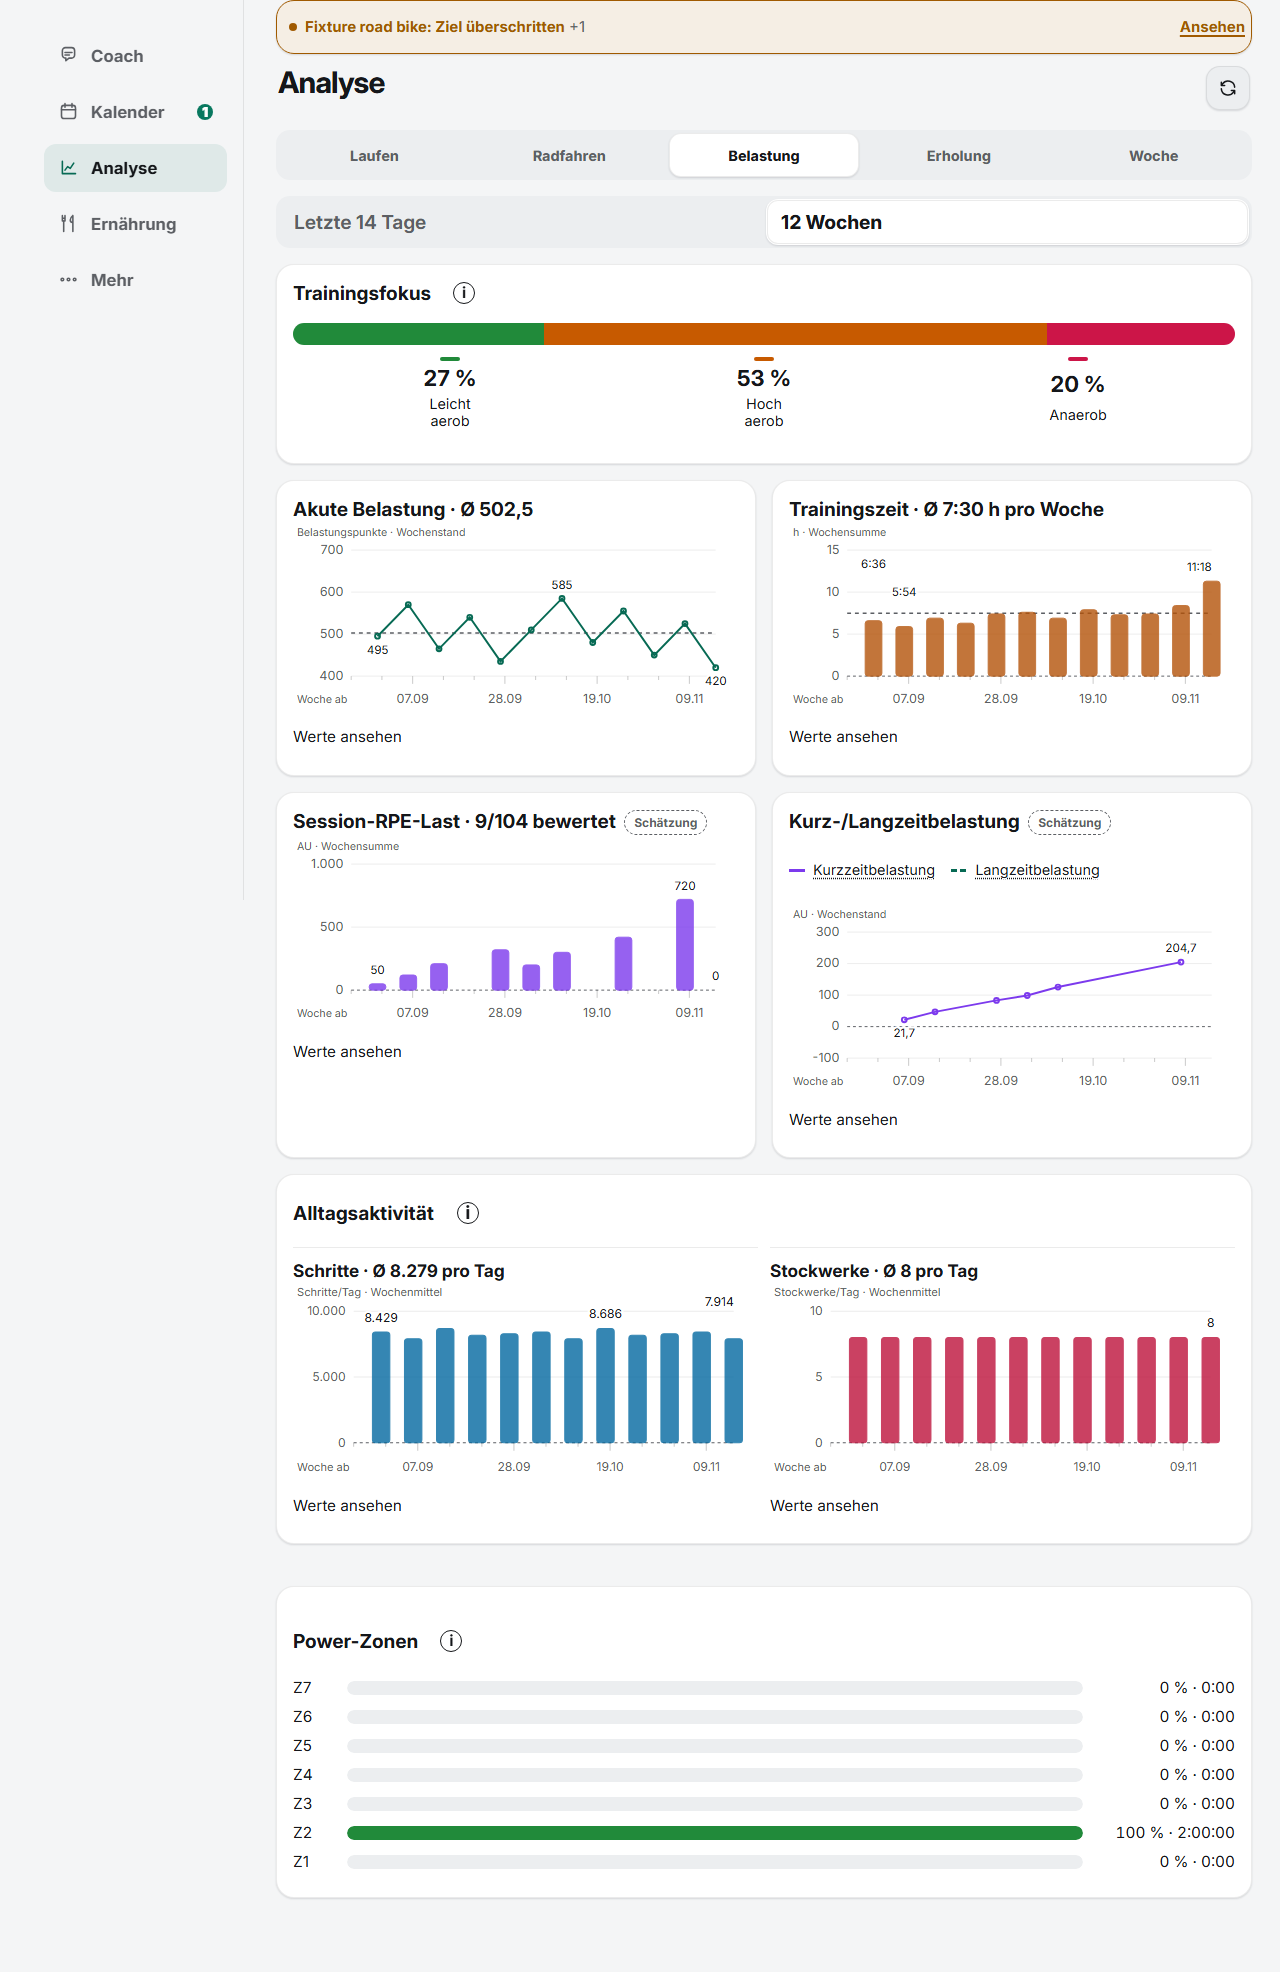 Fixture road bike: Ziel überschritten +1
Ansehen
Coach
Kalender 1
Analyse
Ernährung
Mehr
Analyse
Laufen Radfahren Belastung Erholung Woche
Letzte 14 Tage 12 Wochen
Trainingsfokus i
27 % 53 % 20 %
Leicht aerob
Hoch aerob
Anaerob
Akute Belastung · Ø 502,5
Belastungspunkte · Wochenstand
700
600
500
400
495
585
420
Woche ab 07.09 28.09 19.10 09.11
Werte ansehen
Trainingszeit · Ø 7:30 h pro Woche
h · Wochensumme
15
10
5
0
6:36
5:54
11:18
Woche ab 07.09 28.09 19.10 09.11
Werte ansehen
Session-RPE-Last · 9/104 bewertet Schätzung
AU · Wochensumme
1.000
500
0
50
720
0
Woche ab 07.09 28.09 19.10 09.11
Werte ansehen
Kurz-/Langzeitbelastung Schätzung
Kurzzeitbelastung Langzeitbelastung
AU · Wochenstand
300
200
100
0
-100
21,7
204,7
Woche ab 07.09 28.09 19.10 09.11
Werte ansehen
Alltagsaktivität i
Schritte · Ø 8.279 pro Tag
Schritte/Tag · Wochenmittel
10.000
5.000
0
8.429
8.686
7.914
Woche ab 07.09 28.09 19.10 09.11
Werte ansehen
Stockwerke · Ø 8 pro Tag
Stockwerke/Tag · Wochenmittel
10
5
0
8
Woche ab 07.09 28.09 19.10 09.11
Werte ansehen
Power-Zonen i
Z7 0 % · 0:00
Z6 0 % · 0:00
Z5 0 % · 0:00
Z4 0 % · 0:00
Z3 0 % · 0:00
Z2 100 % · 2:00:00
Z1 0 % · 0:00